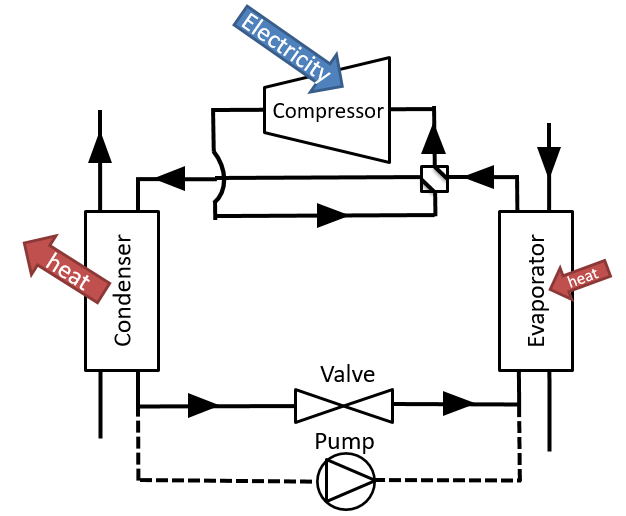 Electricity
Compressor
heat
Condenser
Evaporator
heat
Valve
Pump